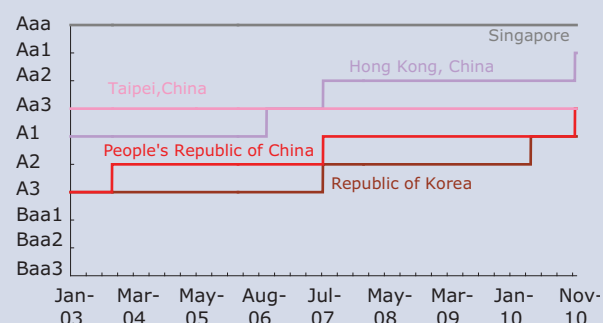 Aaa
Singapore
Aa1
Hong Kong, China
Aa2
Taipei,China
Aa3
A1
People's Republic of China
A2
Republic of Korea
A3
Baa1
Baa2
Baa3
Jan- Mar- May- Aug- Jul- May- Mar- Jan- Nov-
03 04 05 06 07 08 09 10 10